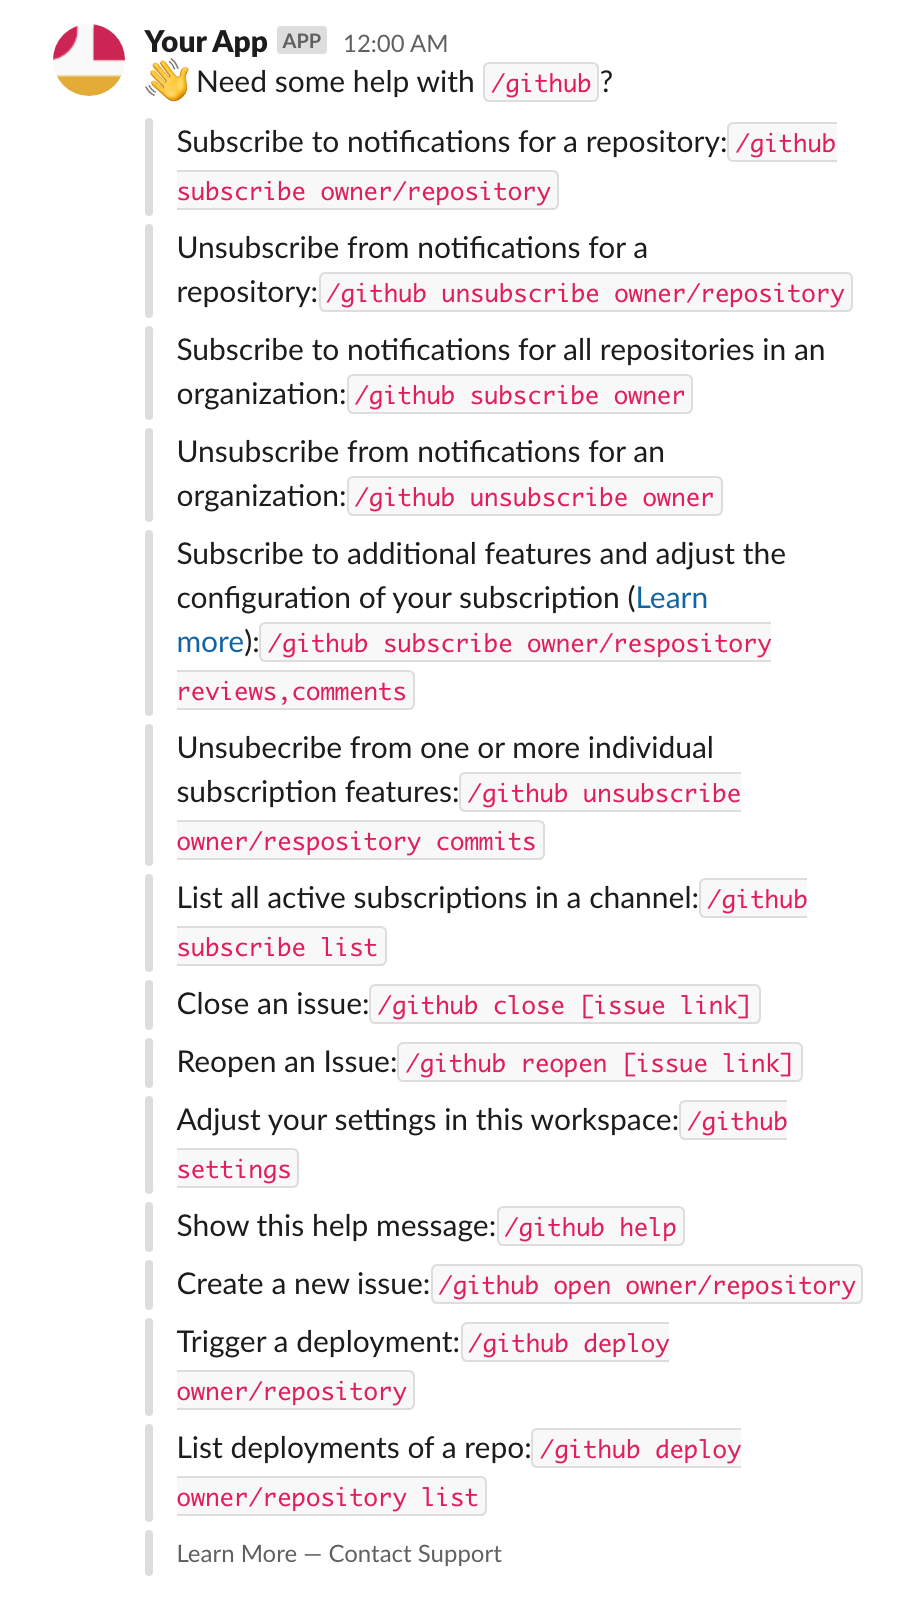 Your App APP 12:00 AM
👋 Need some help with /github?
Subscribe to notifications for a repository: /github
subscribe owner/repository
Unsubscribe from notifications for a
repository: /github unsubscribe owner/repository
Subscribe to notifications for all repositories in an
organization: /github subscribe owner
Unsubscribe from notifications for an
organization: /github unsubscribe owner
Subscribe to additional features and adjust the
configuration of your subscription (Learn
more): /github subscribe owner/respository
reviews,comments
Unsubecribe from one or more individual
subscription features: /github unsubscribe
owner/respository commits
List all active subscriptions in a channel: /github
subscribe list
Close an issue: /github close [issue link]
Reopen an Issue: /github reopen [issue link]
Adjust your settings in this workspace: /github
settings
Show this help message: /github help
Create a new issue: /github open owner/repository
Trigger a deployment: /github deploy
owner/repository
List deployments of a repo: /github deploy
owner/repository list
Learn More — Contact Support